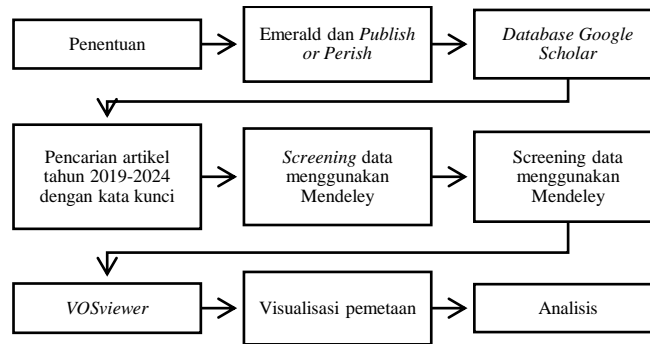 Penentuan
Emerald dan Publish
or Perish
Database Google
Scholar
Pencarian artikel
tahun 2019-2024
dengan kata kunci
Screening data
menggunakan
Mendeley
Screening data
menggunakan
Mendeley
VOSviewer
Visualisasi pemetaan
Analisis